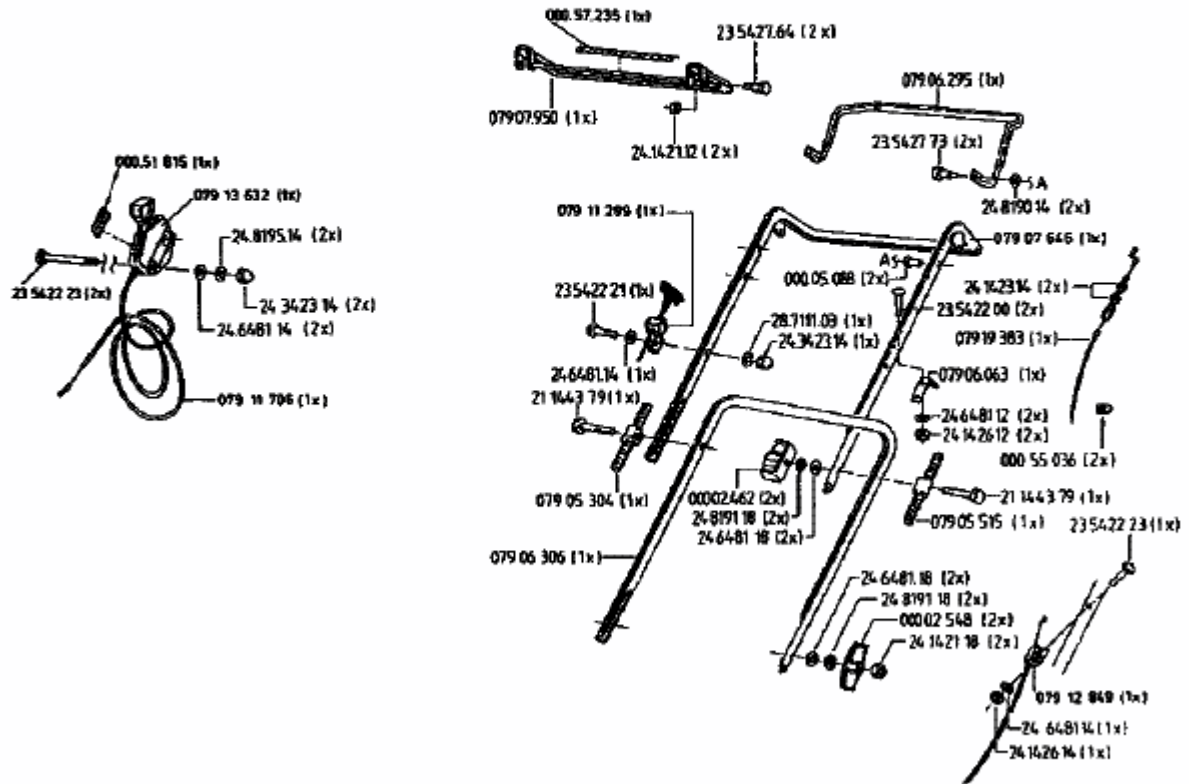 000.57.235 (1x)
23.5427.64 (2x)
079.06.295 (1x)
07907.950 (1x)
24.1421.12 (2x)
23.5427 73 (2x)
5A
24.8190.14 (2x)
000.51 815 (1x)
079 13 632 (1x)
24.8195.14 (2x)
23 5422 23 (2x)
24.3423 14 (2x)
24.6481 14 (2x)
079 11 706 (1x)
079 11 299 (1x)
079 07 646 (1x)
A5
000.05.088 (2x)
24.1423.14 (2x)
23.5422 21 (1x)
23.5422 00 (2x)
28.7111.03 (1x)
24.3423.14 (1x)
07919 383 (1x)
24.6481.14 (1x)
07906.063 (1x)
21 1443 79 (1x)
24.6481 12 (2x)
24 1426 12 (2x)
000 55 036 (2x)
079 05 304 (1x)
00002.462 (2x)
21 1443 79 (1x)
24 8191 18 (2x)
07905 515 (1x)
24 6481 18 (2x)
23 5422 23 (1x)
079 06 306 (1x)
24 6481.18 (2x)
24 8191 18 (2x)
00002 548 (2x)
24 1421 18 (2x)
079 12 849 (1x)
24 6481 14 (1x)
24 1426 14 (1x)